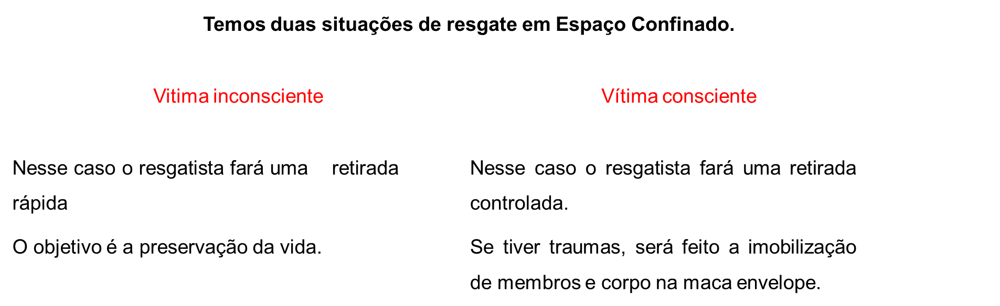 Temos duas situações de resgate em Espaço Confinado.
Vitima inconsciente
Nesse caso o resgatista fará uma retirada
rápida
O objetivo é a preservação da vida.
Vítima consciente
Nesse caso o resgatista fará uma retirada
controlada.
Se tiver traumas, será feito a imobilização
de membros e corpo na maca envelope.